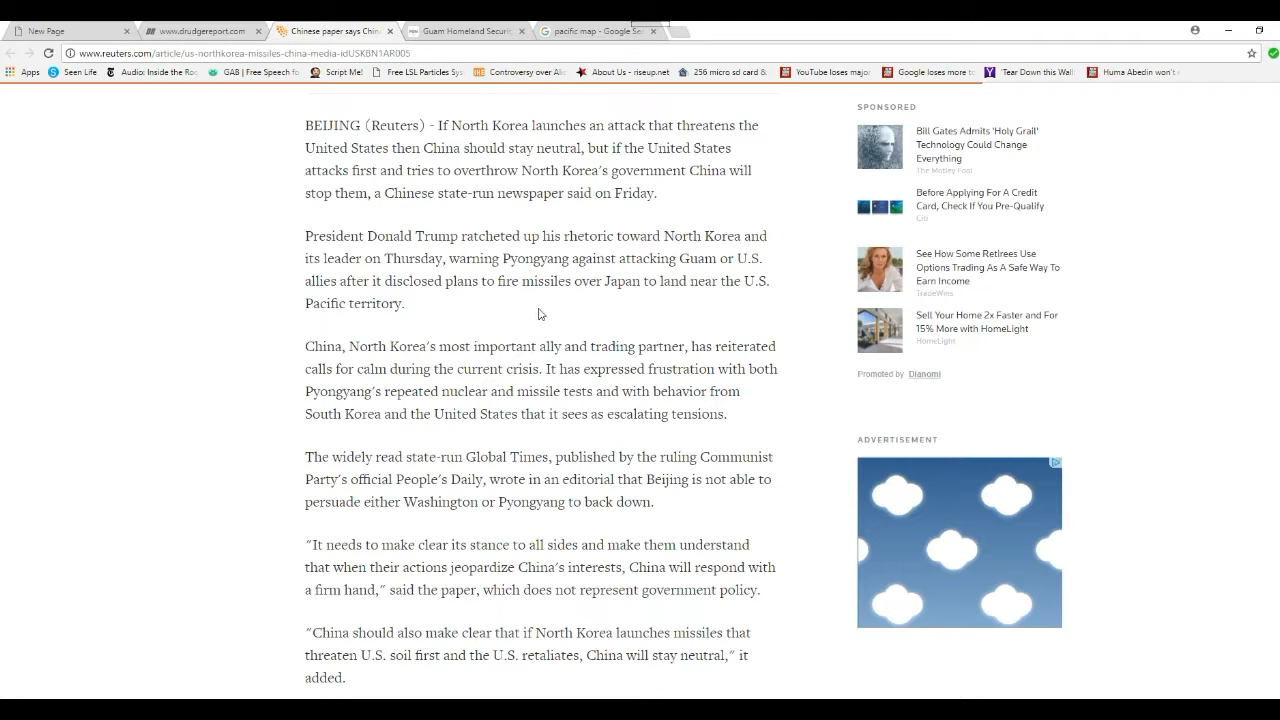 New Page
www.drudgereport.com
Chinese paper says Chin
Guam Homeland Securit
pacific map - Google Se
www.reuters.com/article/us-northkorea-missiles-china-media-idUSKBN1AR005
Apps
Seen Life
Audio: Inside the Ro
GAB | Free Speech fo
Script Me!
Free LSL Particles Sys
Controversy over Ali
About Us - riseup.net
256 micro sd card &
YouTube loses major
Google loses more to
Tear Down this Wall
Huma Abedin won't
BEIJING (Reuters) - If North Korea launches an attack that threatens the
United States then China should stay neutral, but if the United States
attacks first and tries to overthrow North Korea's government China will
stop them, a Chinese state-run newspaper said on Friday.
President Donald Trump ratcheted up his rhetoric toward North Korea and
its leader on Thursday, warning Pyongyang against attacking Guam or U.S.
allies after it disclosed plans to fire missiles over Japan to land near the U.S.
Pacific territory.
China, North Korea's most important ally and trading partner, has reiterated
calls for calm during the current crisis. It has expressed frustration with both
Pyongyang's repeated nuclear and missile tests and with behavior from
South Korea and the United States that it sees as escalating tensions.
The widely read state-run Global Times, published by the ruling Communist
Party's official People's Daily, wrote in an editorial that Beijing is not able to
persuade either Washington or Pyongyang to back down.
"It needs to make clear its stance to all sides and make them understand
that when their actions jeopardize China's interests, China will respond with
a firm hand," said the paper, which does not represent government policy.
"China should also make clear that if North Korea launches missiles that
threaten U.S. soil first and the U.S. retaliates, China will stay neutral," it
added.
SPONSORED
Bill Gates Admits 'Holy Grail'
Technology Could Change
Everything
The Motley Fool
Before Applying For A Credit
Card, Check If You Pre-Qualify
Citi
See How Some Retirees Use
Options Trading As A Safe Way To
Earn Income
TradeWins
Sell Your Home 2x Faster and For
15% More with HomeLight
HomeLight
Promoted by Dianomi
ADVERTISEMENT